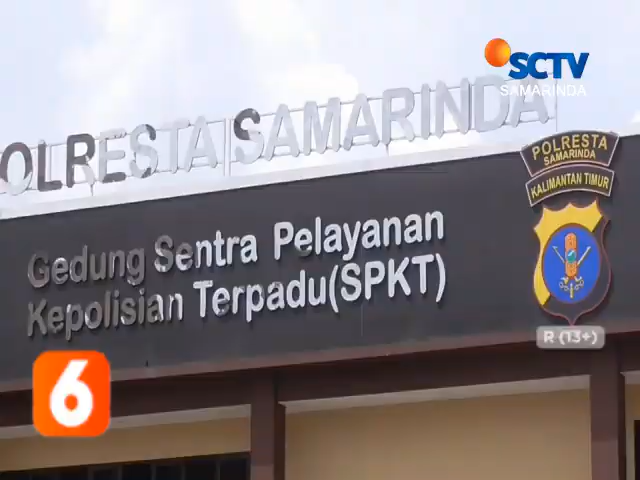 SCTV
SAMARINDA
POLRESTA SAMARINDA
POLRESTA
SAMARINDA
KALIMANTAN TIMUR
Gedung Sentra Pelayanan
Kepolisian Terpadu(SPKT)
R (13+)
6